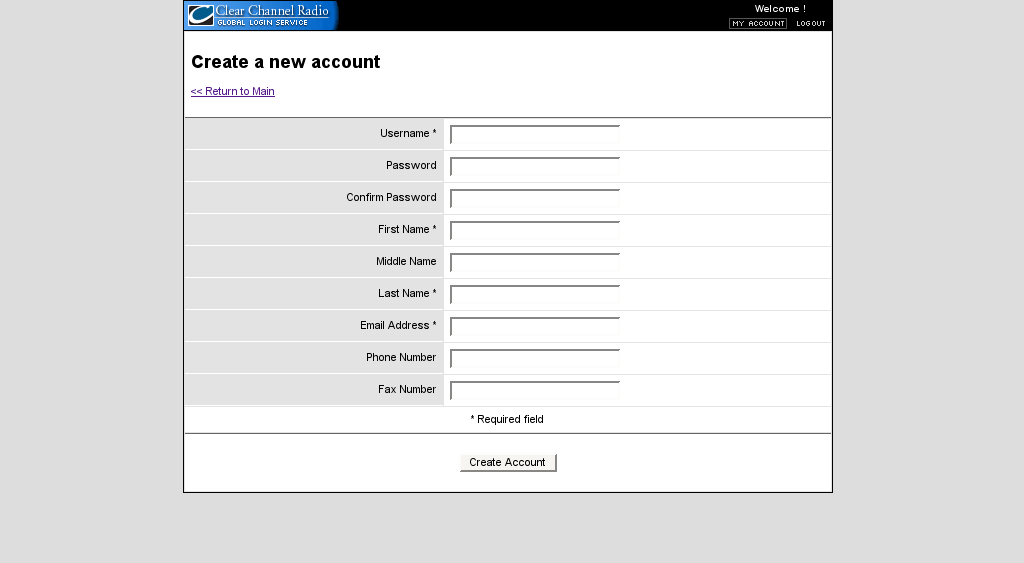 Clear Channel Radio
GLOBAL LOGIN SERVICE
Welcome !
MY ACCOUNT LOGOUT
Create a new account
<< Return to Main
Username *
Password
Confirm Password
First Name *
Middle Name
Last Name *
Email Address *
Phone Number
Fax Number
* Required field
Create Account